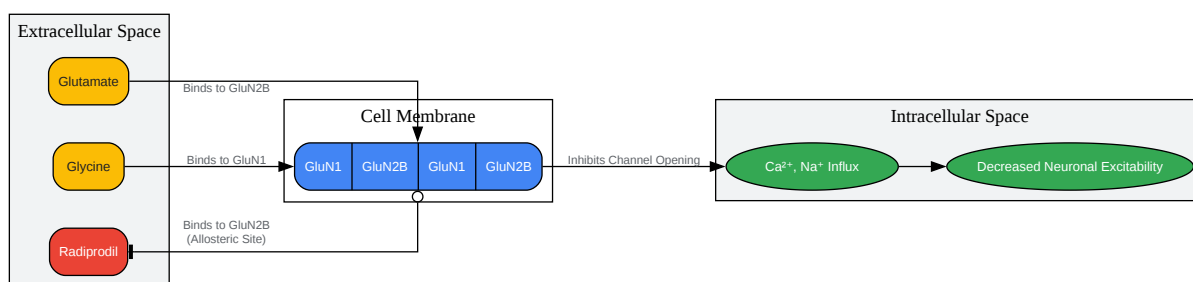 Extracellular Space
Glutamate
Binds to GluN2B
Cell Membrane
Intracellular Space
Glycine
Binds to GluN1
GluN1
GluN2B
GluN1
GluN2B
Inhibits Channel Opening
Ca²⁺, Na⁺ Influx
Decreased Neuronal Excitability
Binds to GluN2B
(Allosteric Site)
Radiprodil